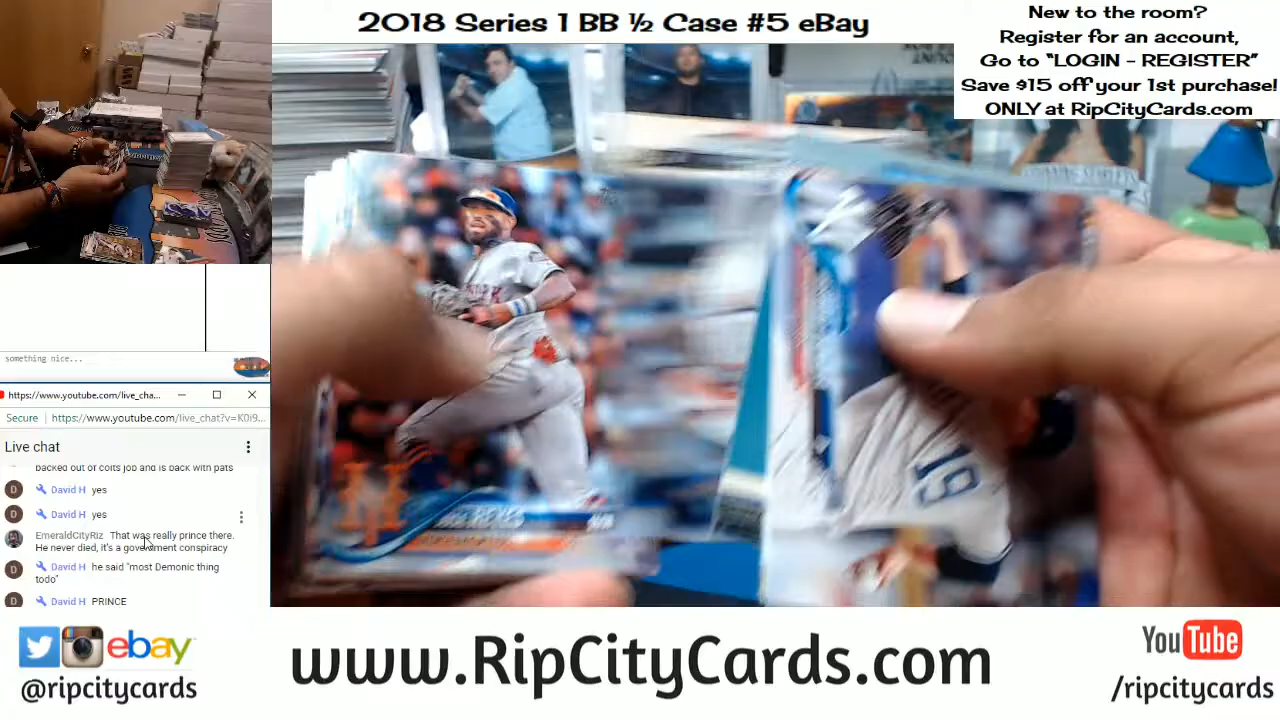 2018 Series 1 BB ½ Case #5 eBay
New to the room?
Register for an account,
Go to “LOGIN - REGISTER”
Save $15 off your 1st purchase!
ONLY at RipCityCards.com
something nice...
https://www.youtube.com/live_cha...
Secure https://www.youtube.com/live_chat?v=K0i9...
Live chat
backed out of colts job and is back with pats
D David H yes
D David H yes
EmeraldCityRiz That was really prince there.
He never died, it's a government conspiracy
D David H he said "most Demonic thing
todo"
D David H PRINCE
19
REYES
ebay
@ripcitycards
www.RipCityCards.com
YouTube
/ripcitycards